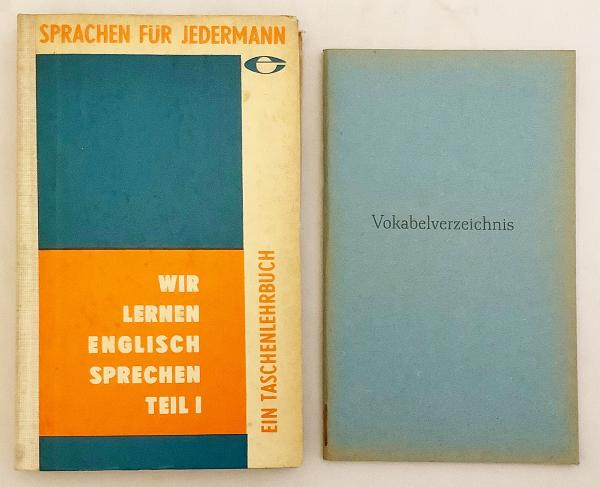 SPRACHEN FÜR JEDERMANN
WIR
LERNEN
ENGLISCH
SPRECHEN
TEIL I
EIN TASCHENLEHRBUCH
Vokabelverzeichnis